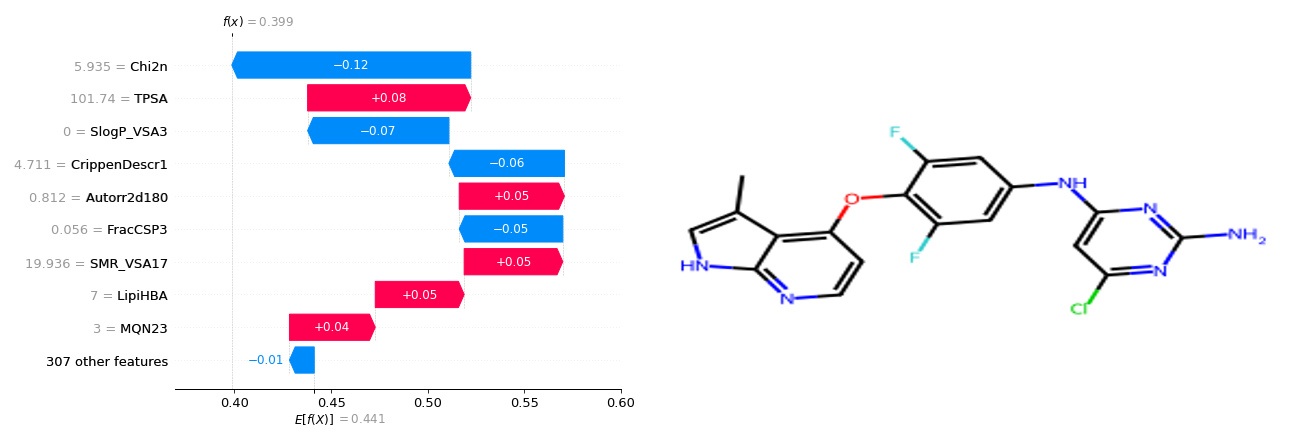 f(x) = 0.399
5.935 = Chi2n
−0.12
101.74 = TPSA
+0.08
0 = SlogP_VSA3
−0.07
4.711 = CrippenDescr1
−0.06
0.812 = Autorr2d180
+0.05
0.056 = FracCSP3
−0.05
19.936 = SMR_VSA17
+0.05
7 = LipiHBA
+0.05
3 = MQN23
+0.04
307 other features
−0.01
0.40 0.45 0.50 0.55 0.60
E[f(X)] = 0.441
F
O
NH
N
NH2
HN
F
N
N
Cl